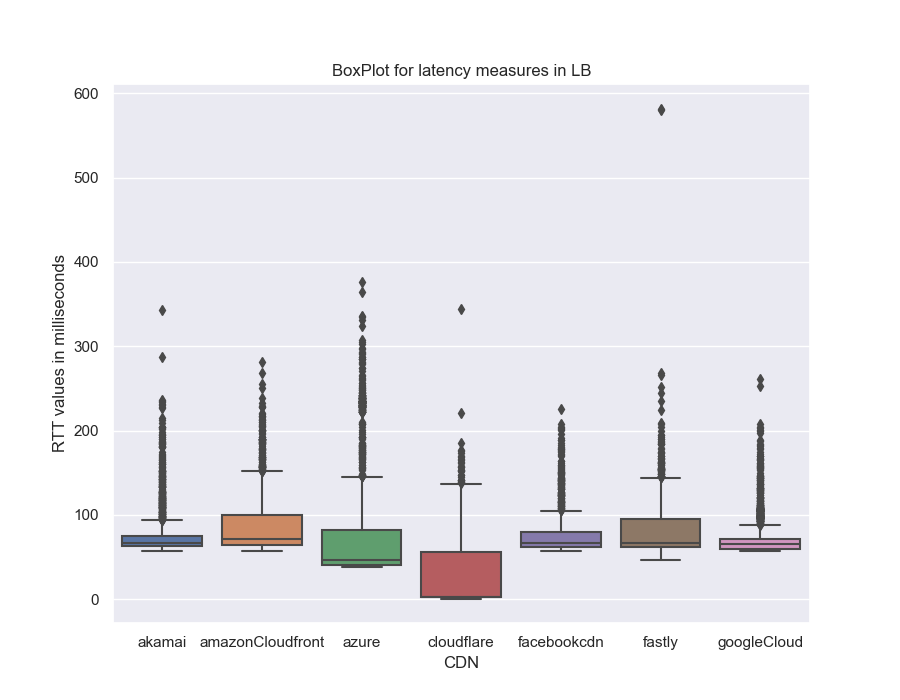 BoxPlot for latency measures in LB
600
500
400
300
200
100
0
RTT values in milliseconds
akamai amazonCloudfront azure cloudflare facebookcdn fastly googleCloud
CDN